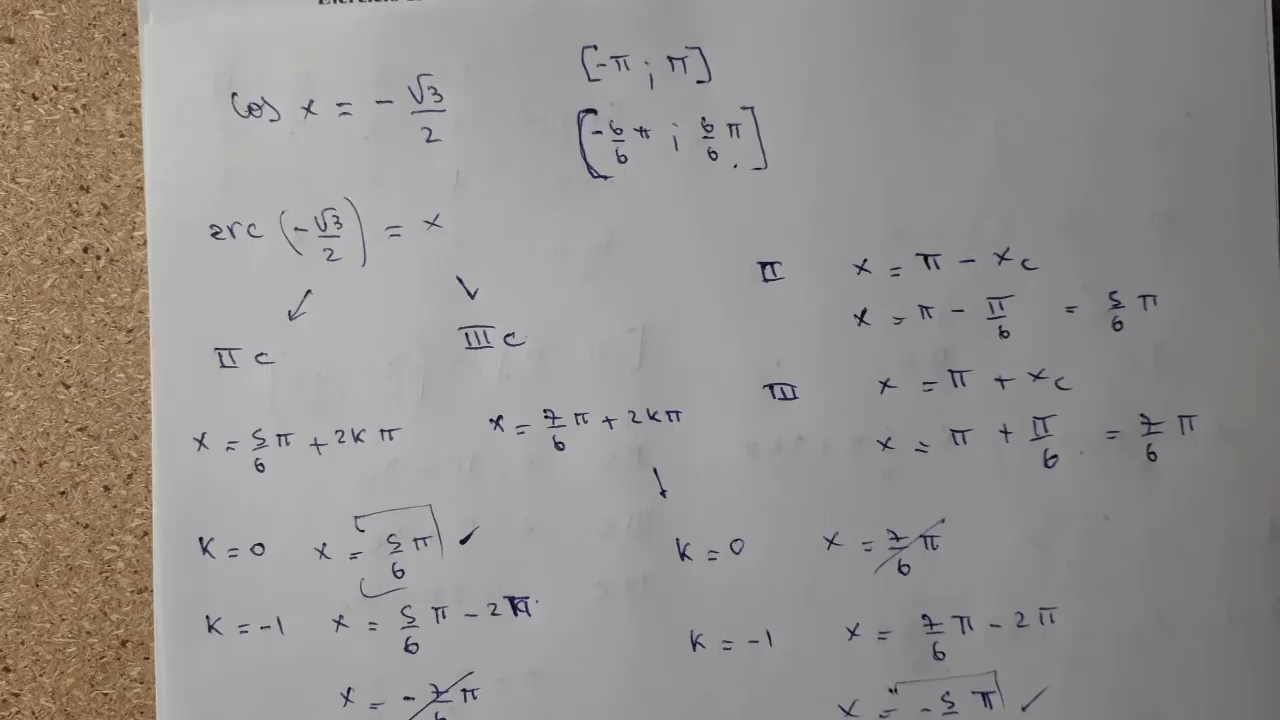 cos x = - √3/2
[-π ; π]
[-6/6 π ; 6/6 π]
arc (-√3/2) = x
II x = π - xc
x = π - π/6 = 5/6 π
II c
III c
III x = π + xc
x = π + π/6 = 7/6 π
x = 5/6 π + 2kπ
x = 7/6 π + 2kπ
k = 0 x = 5/6 π ✓
k = 0 x = 7/6 π
k = -1 x = 5/6 π - 2π
k = -1 x = 7/6 π - 2π
x = - 7/6 π
x = - 5 π ✓